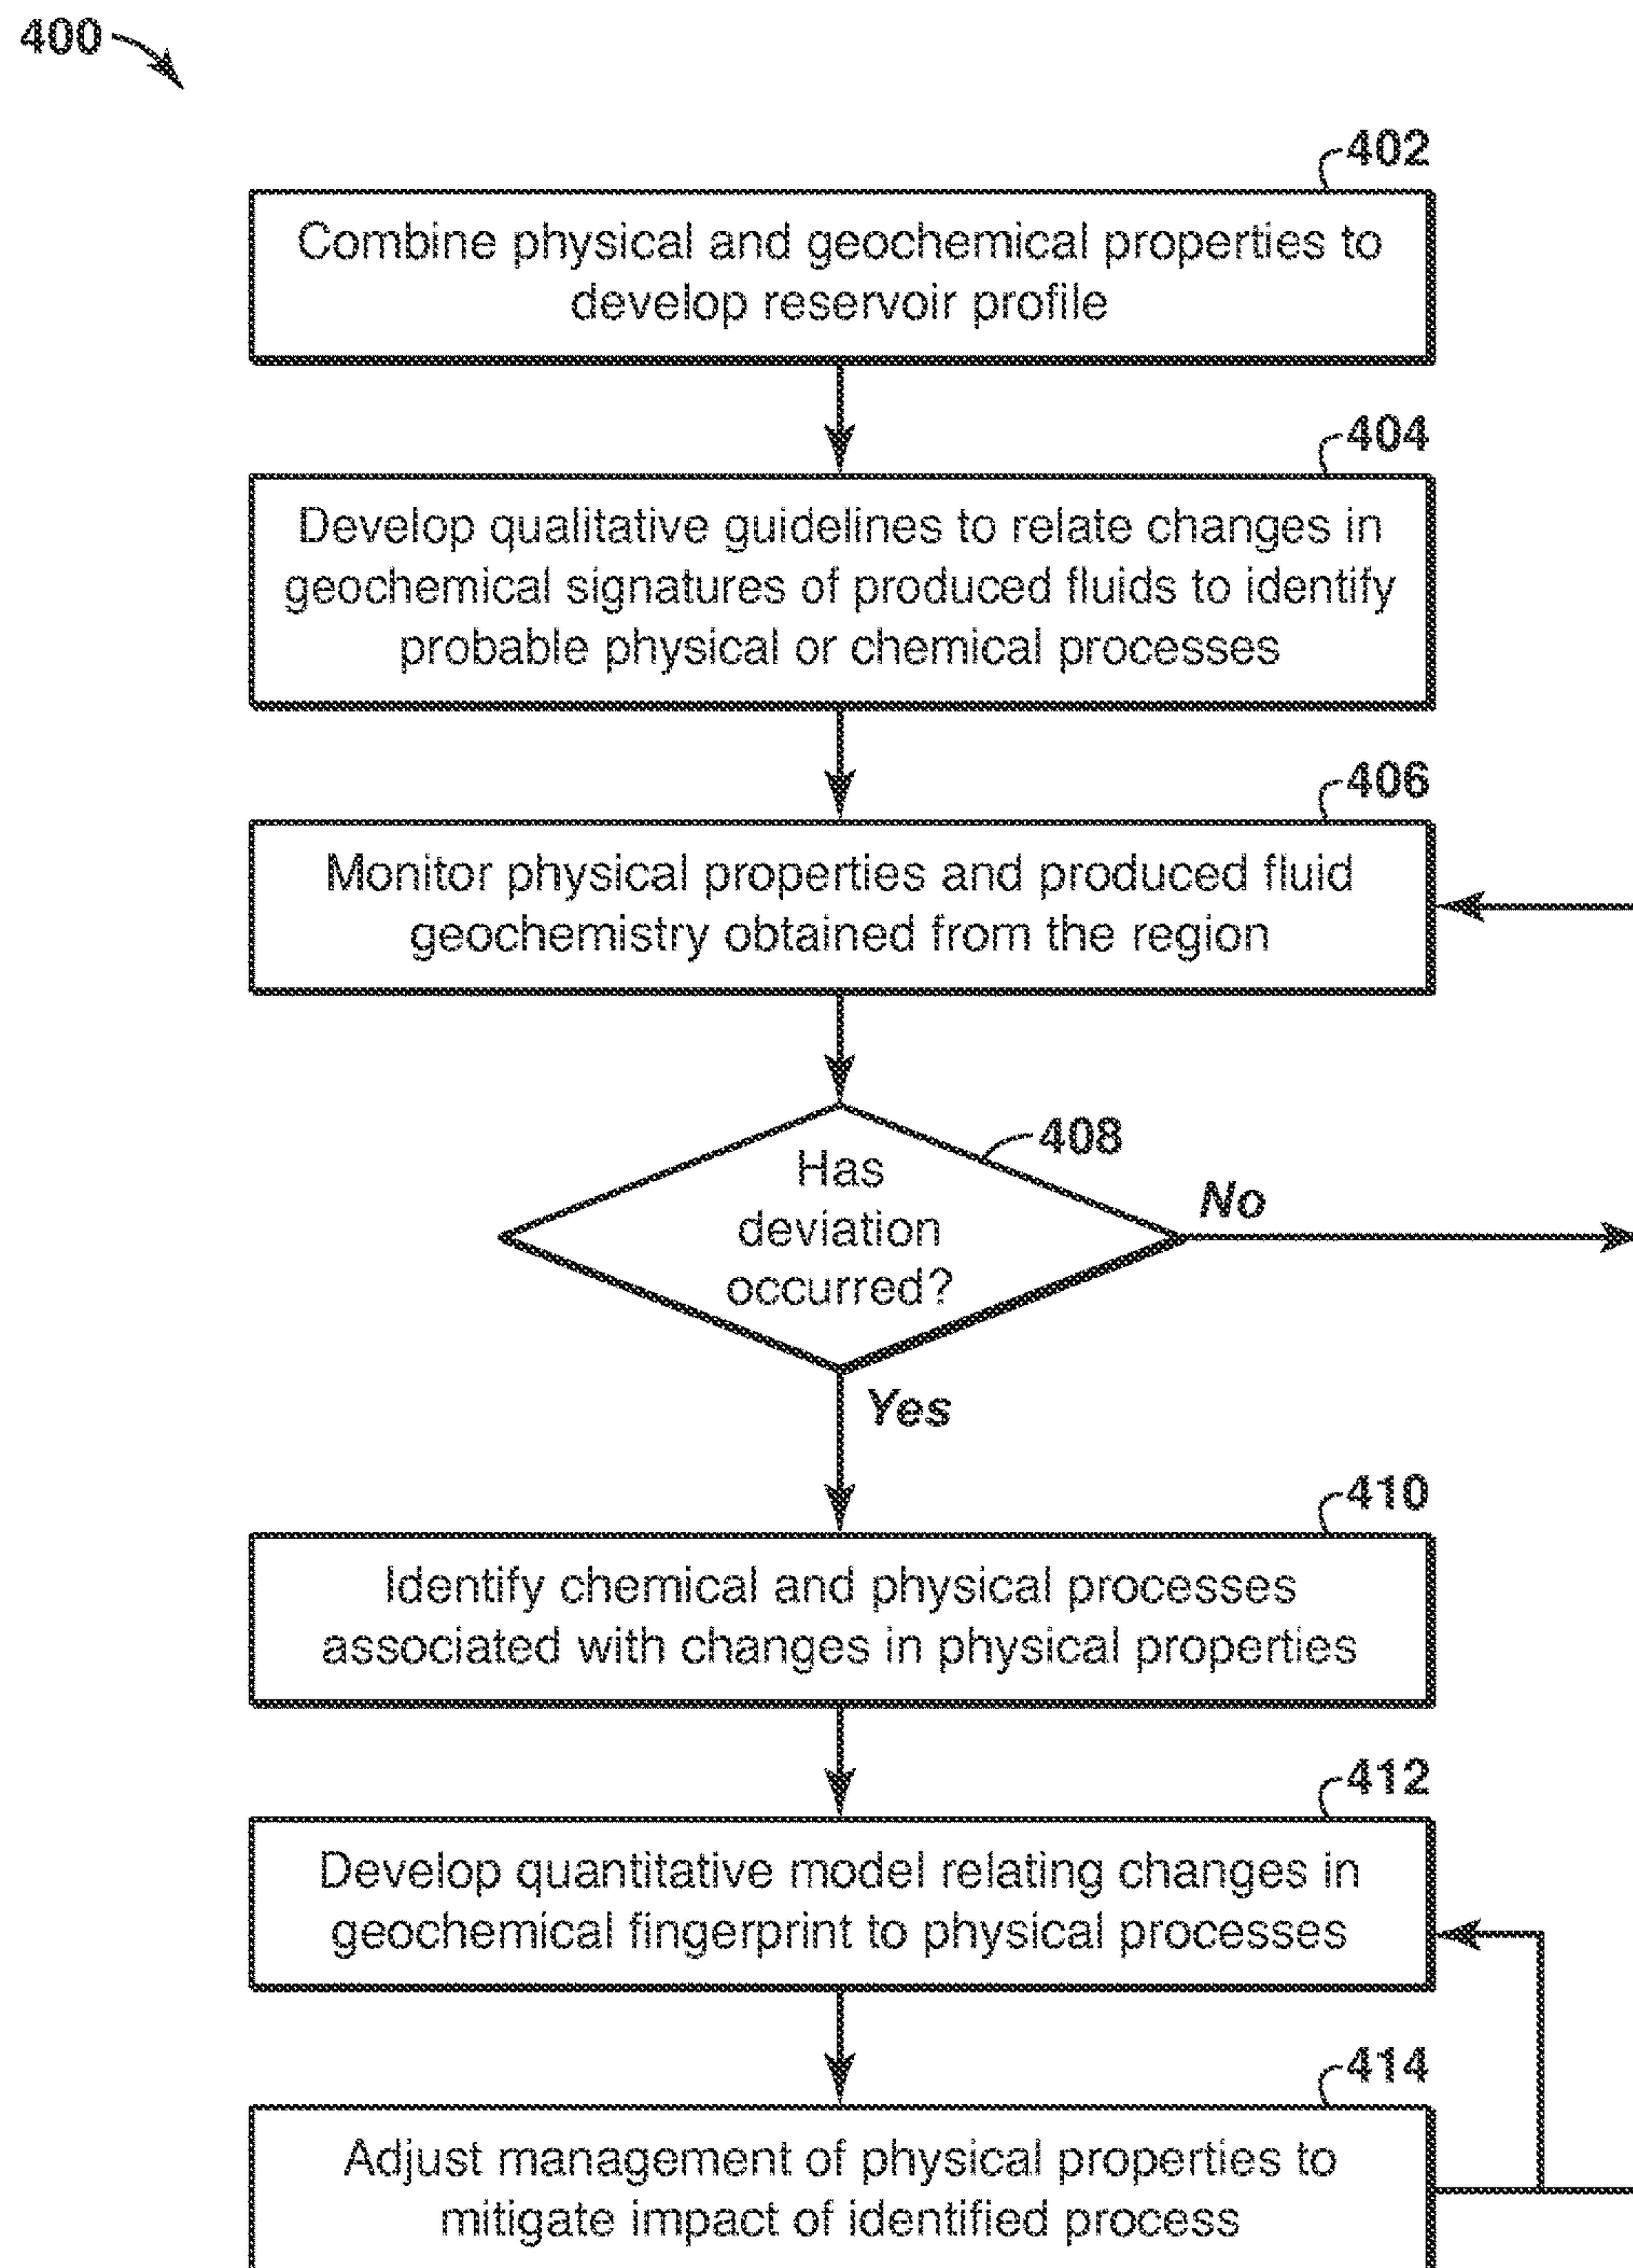 400
402
Combine physical and geochemical properties to
develop reservoir profile
404
Develop qualitative guidelines to relate changes in
geochemical signatures of produced fluids to identify
probable physical or chemical processes
406
Monitor physical properties and produced fluid
geochemistry obtained from the region
408
Has
deviation
occurred?
No
Yes
410
Identify chemical and physical processes
associated with changes in physical properties
412
Develop quantitative model relating changes in
geochemical fingerprint to physical processes
414
Adjust management of physical properties to
mitigate impact of identified process